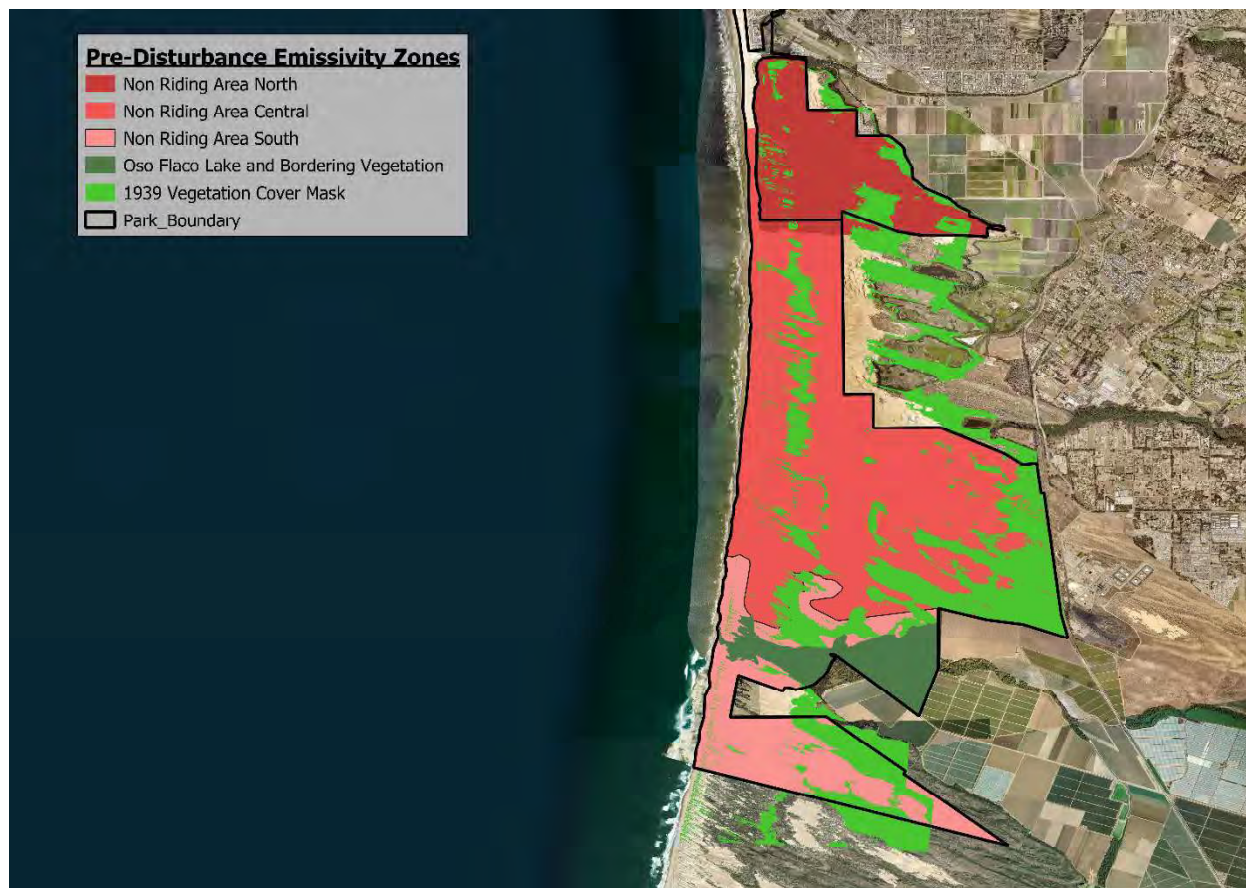 Pre-Disturbance Emissivity Zones
Non Riding Area North
Non Riding Area Central
Non Riding Area South
Oso Flaco Lake and Bordering Vegetation
1939 Vegetation Cover Mask
Park_Boundary